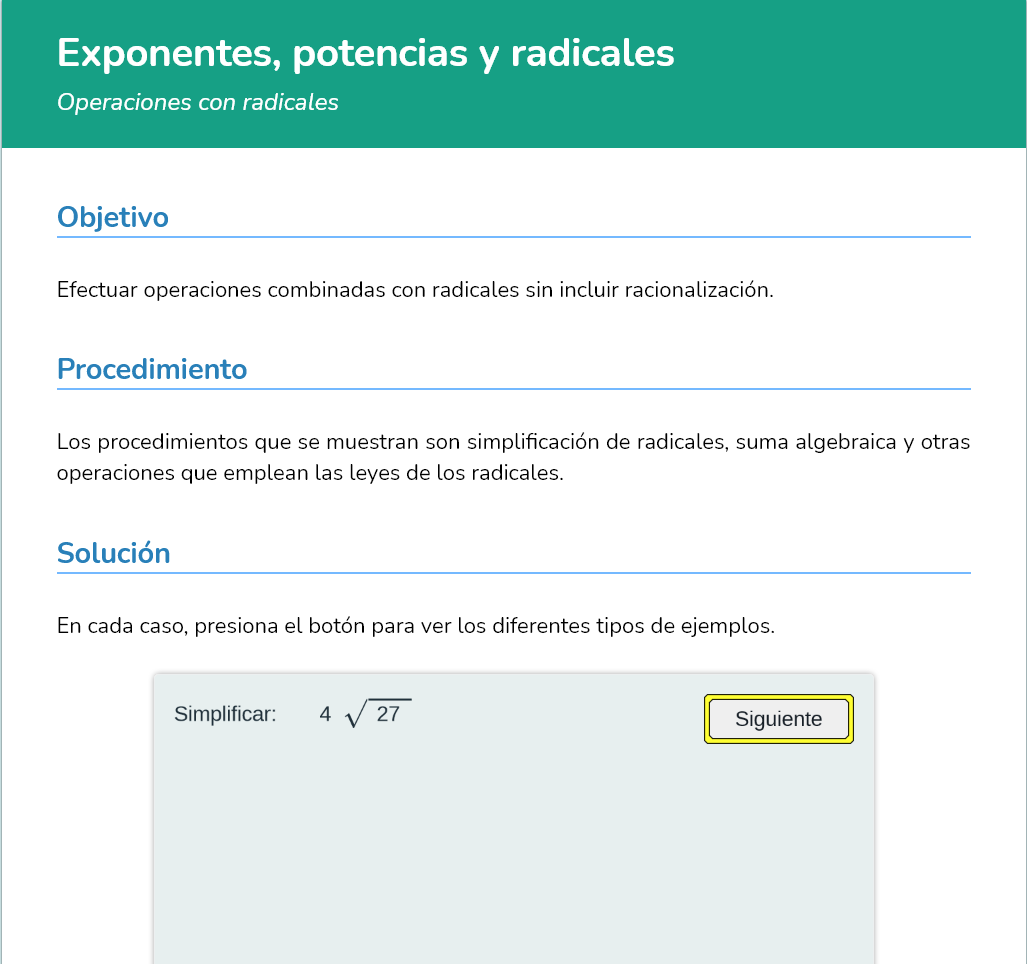 Exponentes, potencias y radicales
Operaciones con radicales
Objetivo
Efectuar operaciones combinadas con radicales sin incluir racionalización.
Procedimiento
Los procedimientos que se muestran son simplificación de radicales, suma algebraica y otras
operaciones que emplean las leyes de los radicales.
Solución
En cada caso, presiona el botón para ver los diferentes tipos de ejemplos.
Simplificar: 4 √27
Siguiente